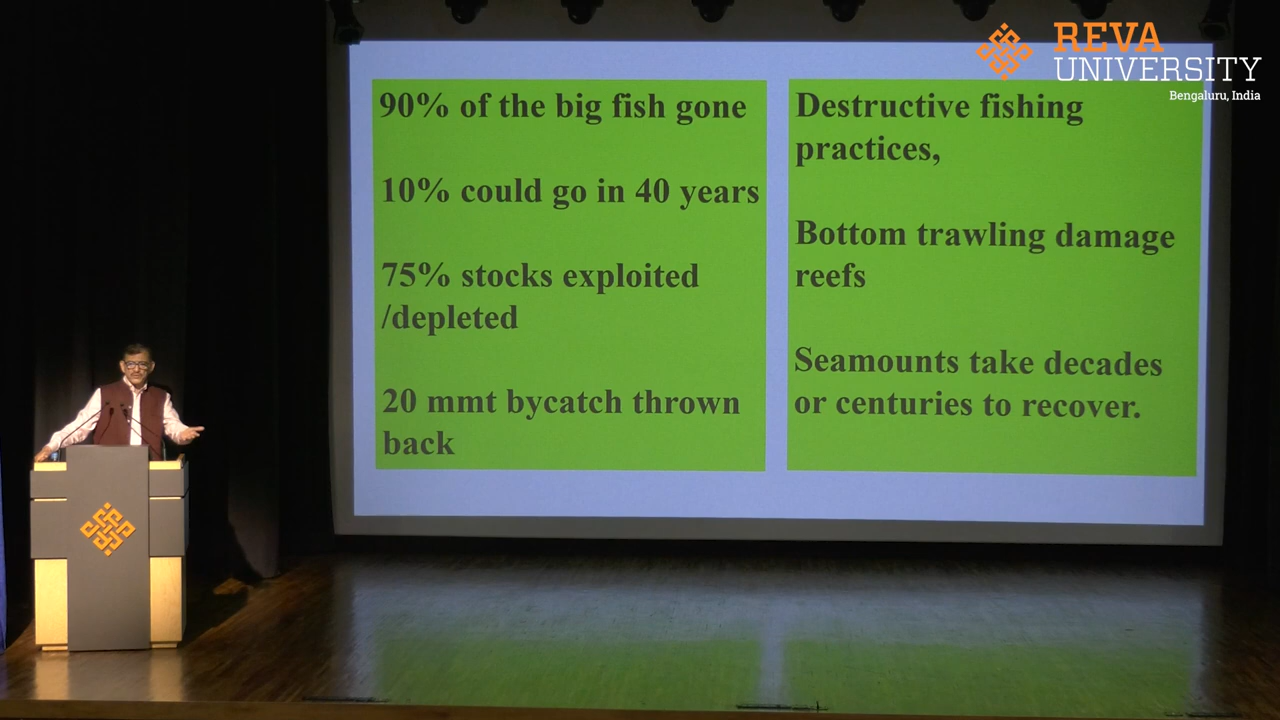 REVA
UNIVERSITY
Bengaluru, India
90% of the big fish gone
10% could go in 40 years
75% stocks exploited
/depleted
20 mmt bycatch thrown
back
Destructive fishing
practices,
Bottom trawling damage
reefs
Seamounts take decades
or centuries to recover.